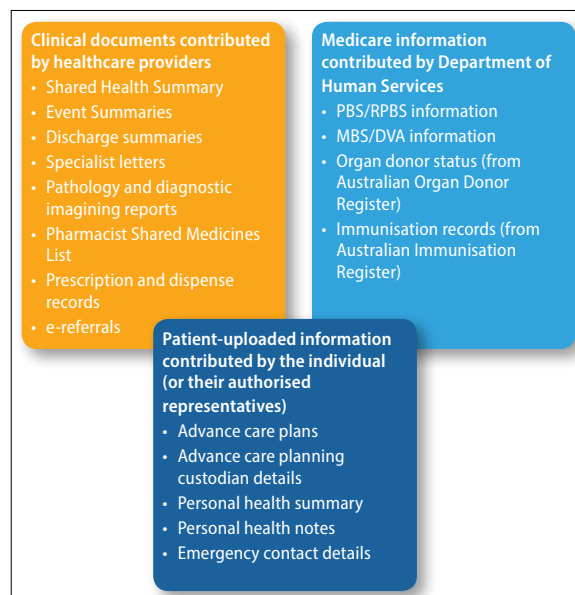 Clinical documents contributed
by healthcare providers
• Shared Health Summary
• Event Summaries
• Discharge summaries
• Specialist letters
• Pathology and diagnostic
imagining reports
• Pharmacist Shared Medicines
List
• Prescription and dispense
records
• e-referrals
Medicare information
contributed by Department of
Human Services
• PBS/RPBS information
• MBS/DVA information
• Organ donor status (from
Australian Organ Donor
Register)
• Immunisation records (from
Australian Immunisation
Register)
Patient-uploaded information
contributed by the individual
(or their authorised
representatives)
• Advance care plans
• Advance care planning
custodian details
• Personal health summary
• Personal health notes
• Emergency contact details